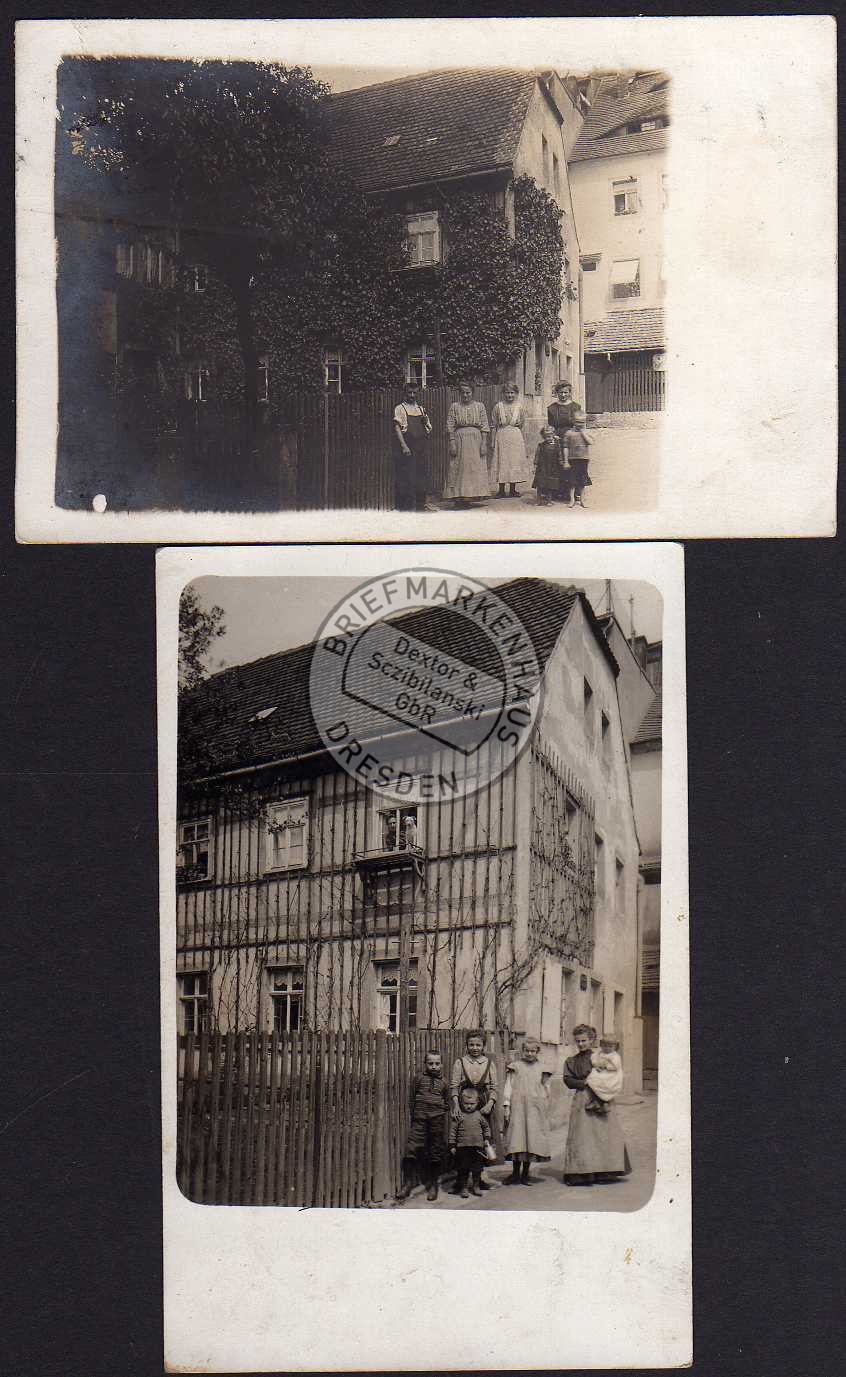 BRIEFMARKENHAUS
Dextor &
Sczibilanski
GbR
DRESDEN